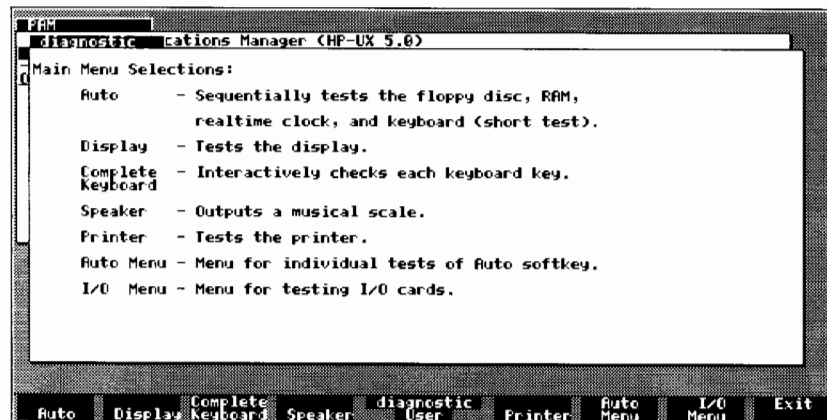 PAM
diagnostic cations Manager (HP-UX 5.0)
Main Menu Selections:
Auto - Sequentially tests the floppy disc, RAM,
realtime clock, and keyboard (short test).
Display - Tests the display.
Complete - Interactively checks each keyboard key.
Keyboard
Speaker - Outputs a musical scale.
Printer - Tests the printer.
Auto Menu - Menu for individual tests of Auto softkey.
I/O Menu - Menu for testing I/O cards.
Auto Display Complete Keyboard Speaker diagnostic User Printer Auto Menu I/O Menu Exit